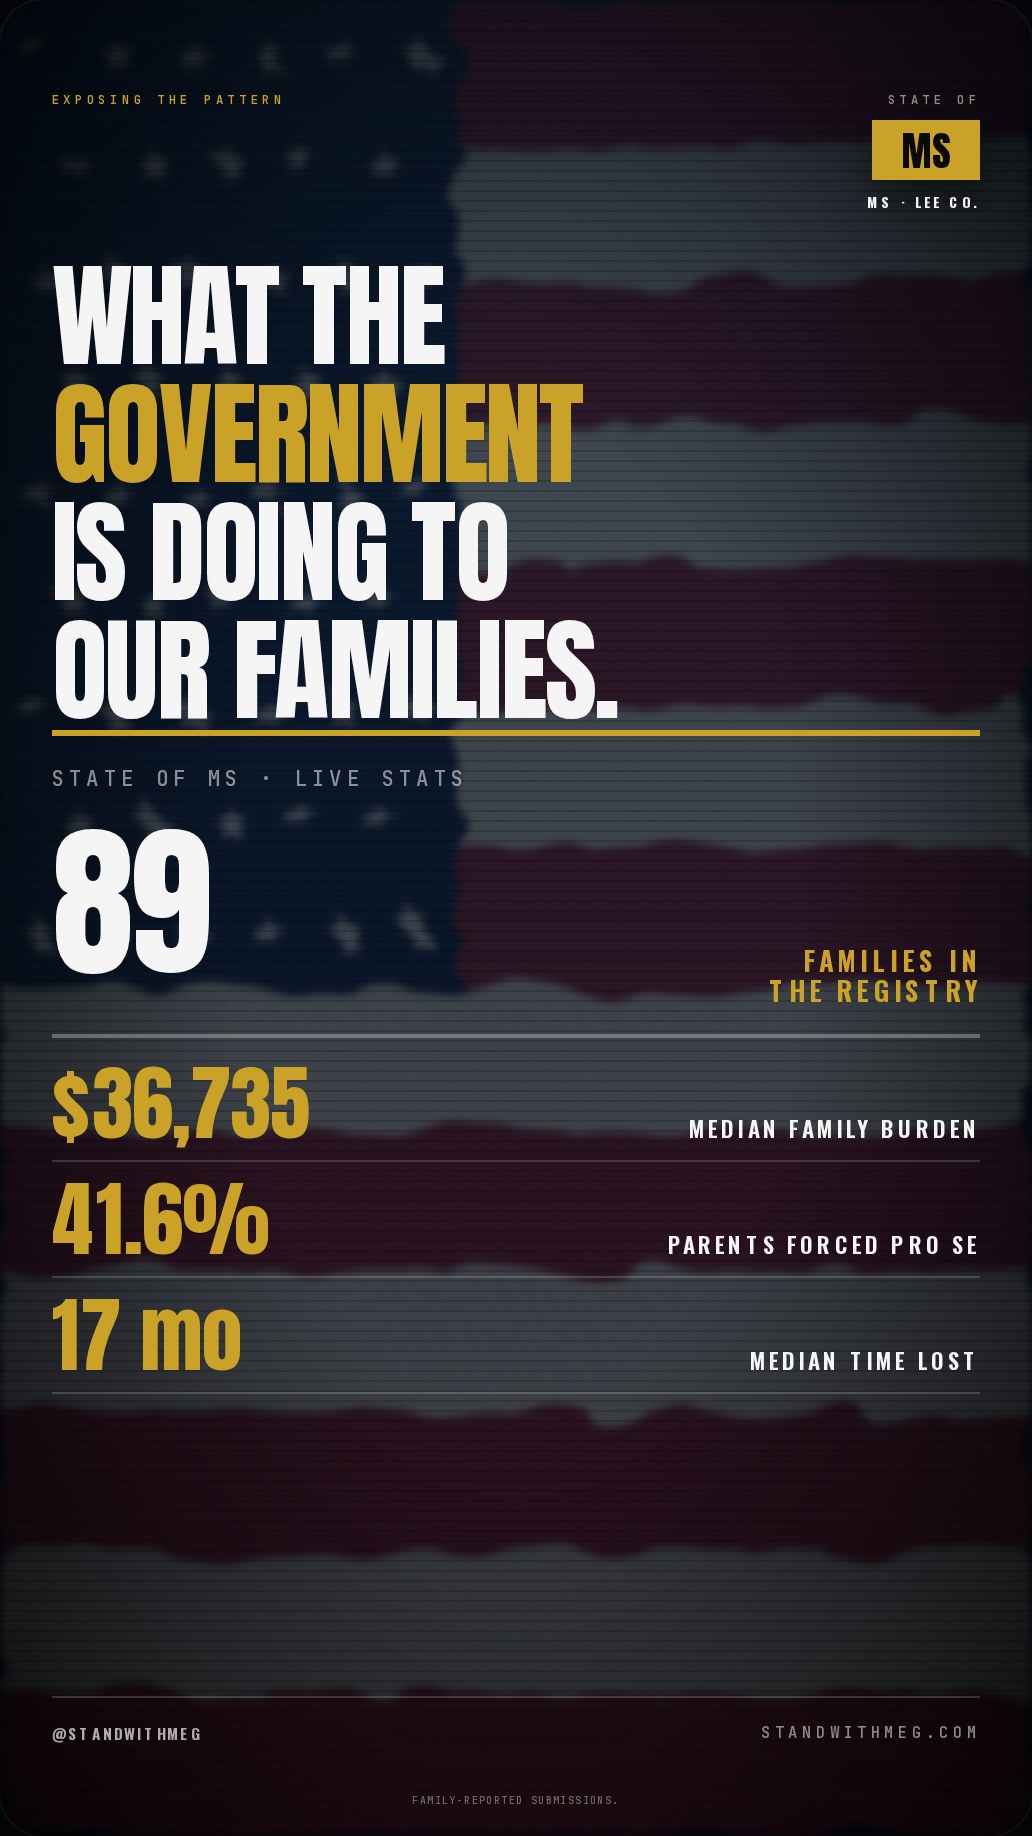 EXPOSING THE PATTERN
STATE OF
MS
MS · LEE CO.
WHAT THE
GOVERNMENT
IS DOING TO
OUR FAMILIES.
STATE OF MS · LIVE STATS
89
FAMILIES IN
THE REGISTRY
$36,735
MEDIAN FAMILY BURDEN
41.6%
PARENTS FORCED PRO SE
17 mo
MEDIAN TIME LOST
@STANDWITHMEG
STANDWITHMEG.COM
FAMILY-REPORTED SUBMISSIONS.